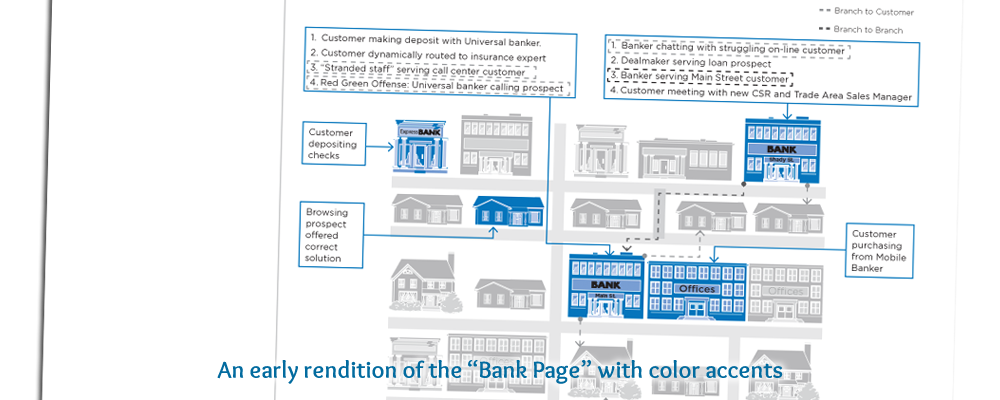 Branch to Customer
Branch to Branch
1. Customer making deposit with Universal banker.
2. Customer dynamically routed to insurance expert
3. “Stranded staff” serving call center customer
4. Red Green Offense: Universal banker calling prospect
1. Banker chatting with struggling on-line customer
2. Dealmaker serving loan prospect
3. Banker serving Main Street customer
4. Customer meeting with new CSR and Trade Area Sales Manager
Customer
depositing
checks
Express BANK
BANK
Shady St.
Browsing
prospect
offered
correct
solution
Customer
purchasing
from Mobile
Banker
BANK
Main St.
Offices
Offices
An early rendition of the “Bank Page” with color accents